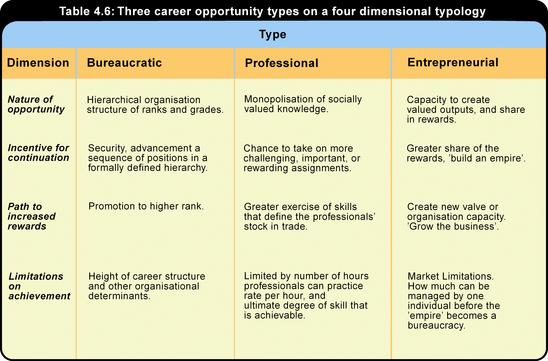 Table 4.6: Three career opportunity types on a four dimensional typology
Type
Dimension
Bureaucratic
Professional
Entrepreneurial
Nature of
opportunity
Hierarchical organisation
structure of ranks and grades.
Monopolisation of socially
valued knowledge.
Capacity to create
valued outputs, and share
in rewards.
Incentive for
continuation
Security, advancement a
sequence of positions in a
formally defined hierarchy.
Chance to take on more
challenging, important, or
rewarding assignments.
Greater share of the
rewards, 'build an empire'.
Path to
increased
rewards
Promotion to higher rank.
Greater exercise of skills
that define the professionals'
stock in trade.
Create new valve or
organisation capacity.
'Grow the business'.
Limitations
on
achievement
Height of career structure
and other organisational
determinants.
Limited by number of hours
professionals can practice
rate per hour, and
ultimate degree of skill that
is achievable.
Market Limitations.
How much can be
managed by one
individual before the
'empire' becomes a
bureaucracy.